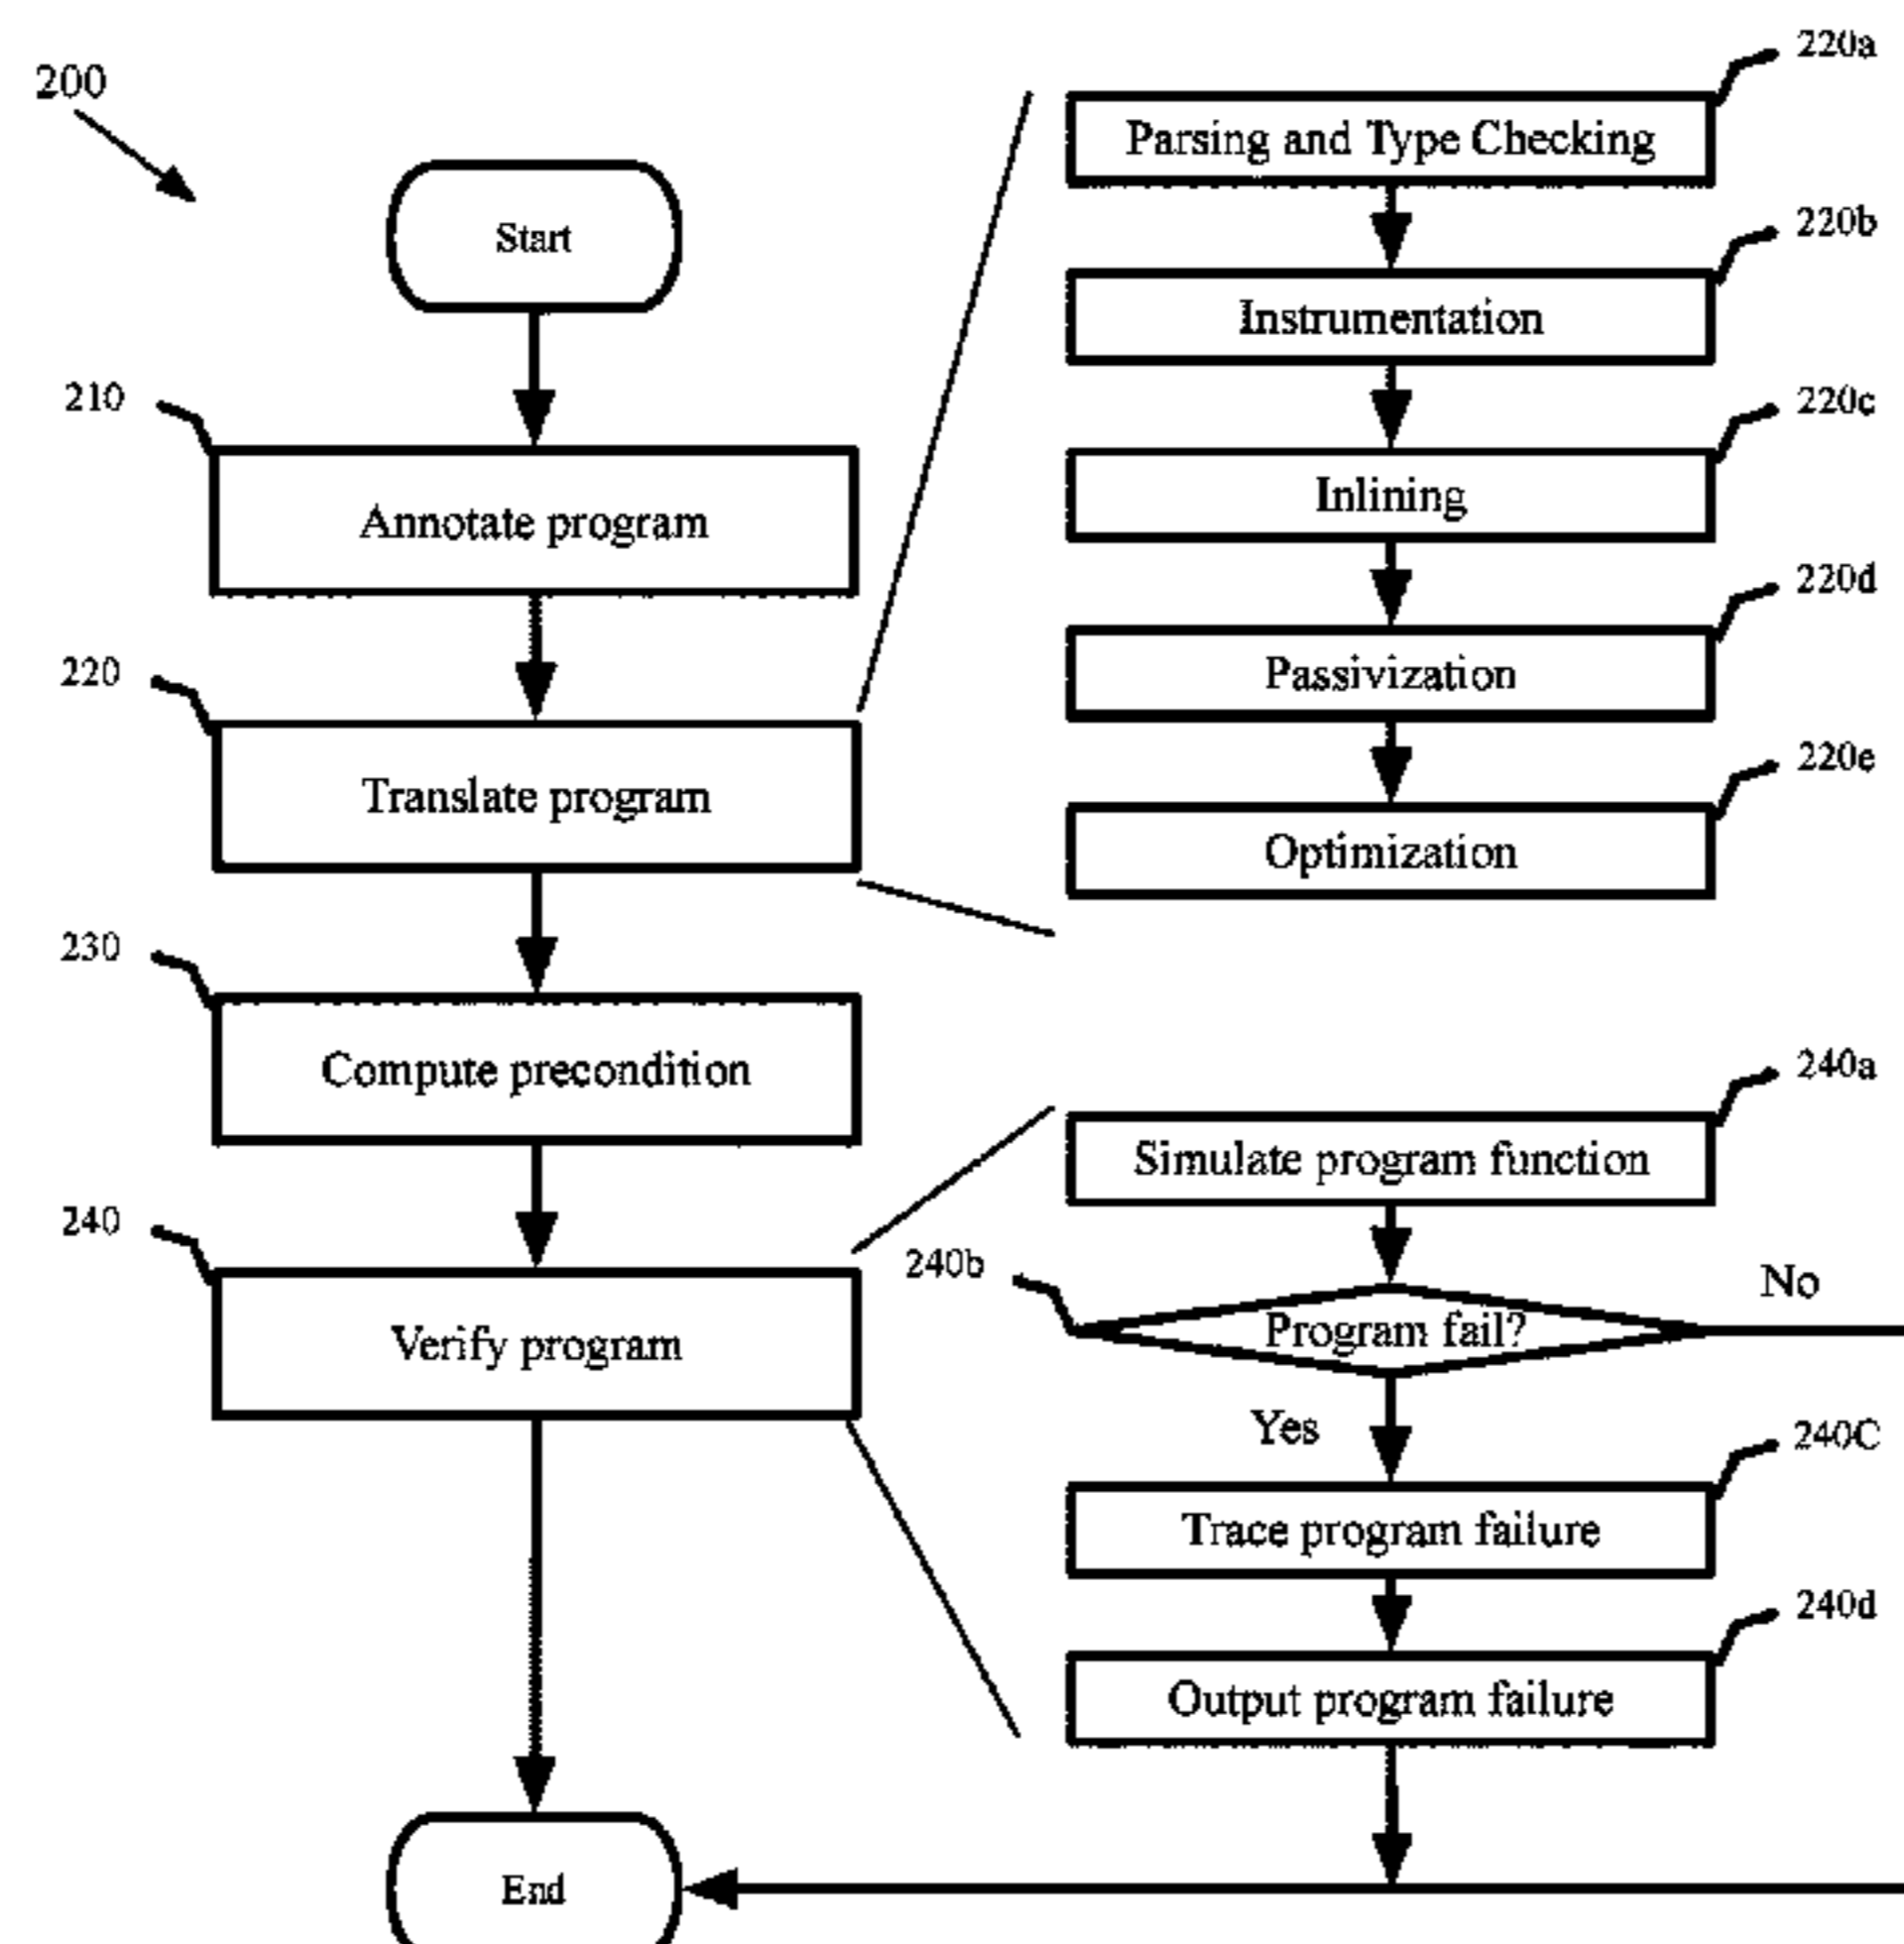 200
Start
210
Annotate program
220
Translate program
230
Compute precondition
240
Verify program
End
220a
Parsing and Type Checking
220b
Instrumentation
220c
Inlining
220d
Passivization
220e
Optimization
240a
Simulate program function
240b
Program fail?
No
Yes
240C
Trace program failure
240d
Output program failure